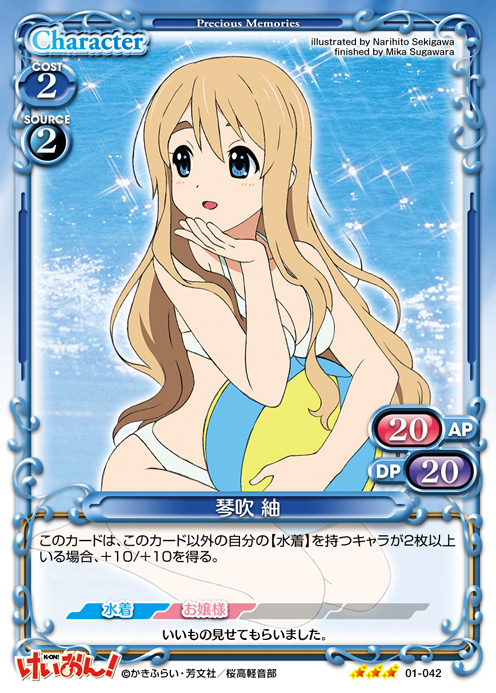 Precious Memories
Character
illustrated by Narihito Sekigawa
finished by Mika Sugawara
COST
2
SOURCE
2
20 AP
DP 20
琴吹 紬
このカードは、このカード以外の自分の【水着】を持つキャラが2枚以上
いる場合、+10/+10を得る。
水着 お嬢様
いいもの見せてもらいました。
K-ON!
けいおん!
©かきふらい・芳文社/桜高軽音部
01-042